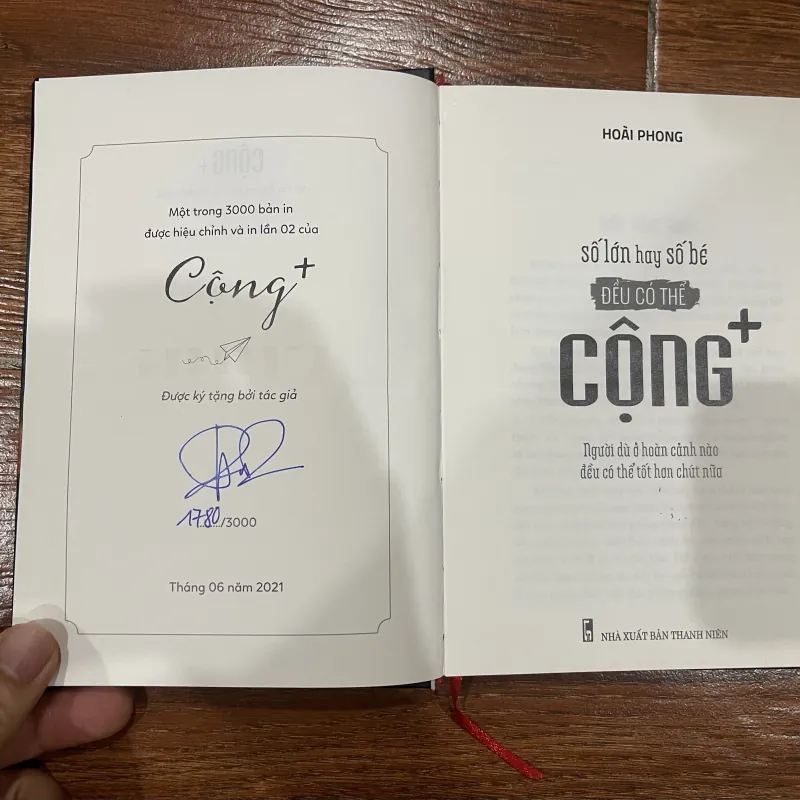 Một trong 3000 bản in
được hiệu chỉnh và in lần 02 của
Cộng+
Được ký tặng bởi tác giả
1780/3000
Tháng 06 năm 2021
HOÀI PHONG
số lớn hay số bé
ĐỀU CÓ THỂ
CỘNG+
Người dù ở hoàn cảnh nào
đều có thể tốt hơn chút nữa
NHÀ XUẤT BẢN THANH NIÊN